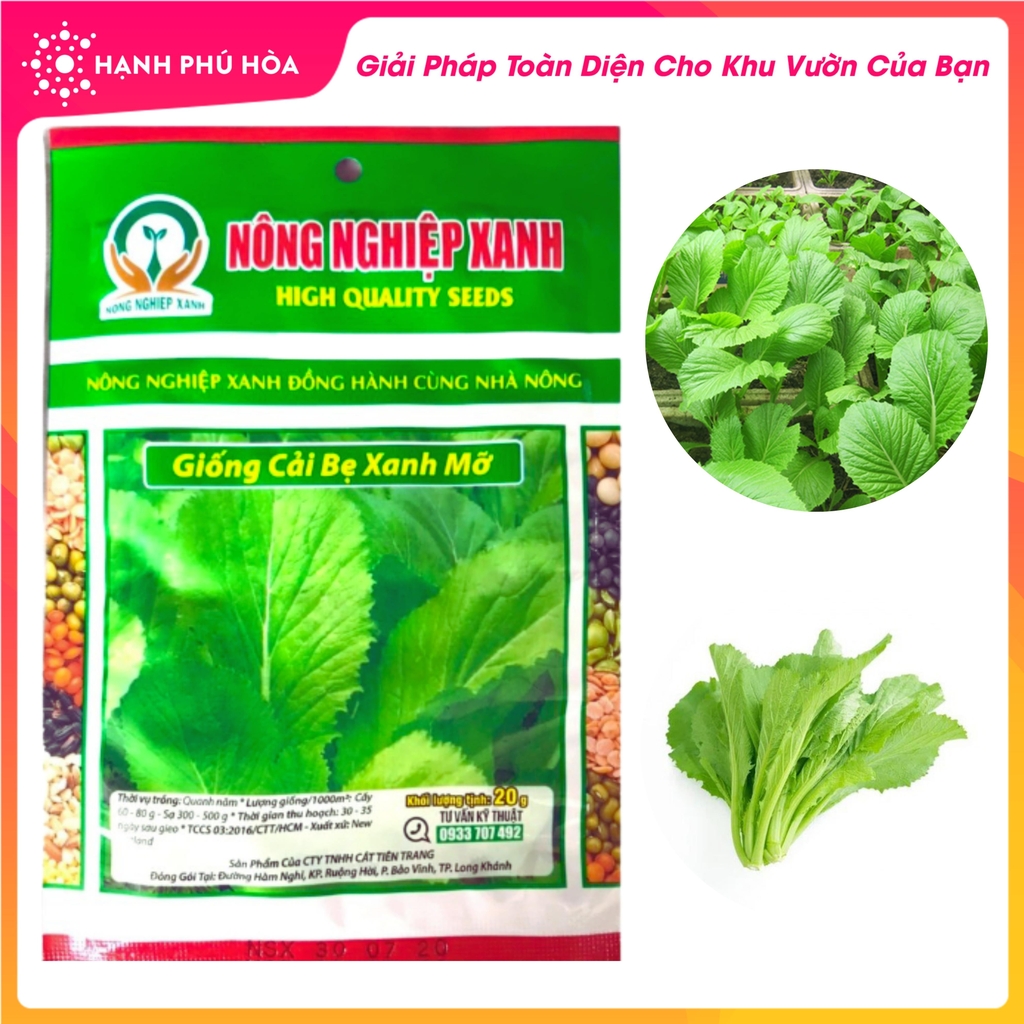 HẠNH PHÚ HÒA
Giải Pháp Toàn Diện Cho Khu Vườn Của Bạn
NÔNG NGHIỆP XANH
HIGH QUALITY SEEDS
NÔNG NGHIỆP XANH
NÔNG NGHIỆP XANH ĐỒNG HÀNH CÙNG NHÀ NÔNG
Giống Cải Bẹ Xanh Mỡ
Thời vụ trồng: Quanh năm * Lượng giống/1000m²: Cấy
60 - 80 g - Sạ 300 - 500 g * Thời gian thu hoạch: 30 - 35
ngày sau gieo * TCCS 03:2016/CTT/HCM - Xuất xứ: New
Khối lượng tịnh: 20 g
TƯ VẤN KỸ THUẬT
0933 707 492
Sản Phẩm Của CTY TNHH CÁT TIÊN TRANG
Đóng Gói Tại: Đường Hàm Nghi, KP. Ruộng Hời, P. Bảo Vinh, TP. Long Khánh
NSX 30 07 20